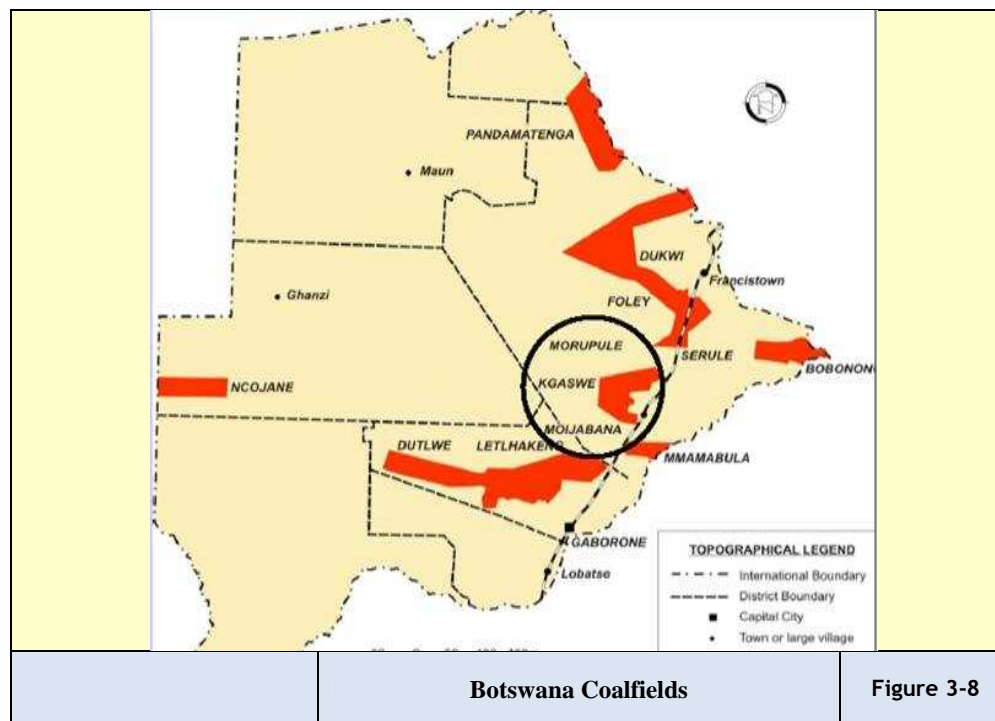 PANDAMATENGA
Maun
DUKWI
Francistown
Ghanzi
FOLEY
MORUPULE
SERULE
BOBONONG
NCOJANE
KGASWE
MOIJABANA
DUTLWE
LETLHAKENG
MMAMABULA
GABORONE
Lobatse
TOPOGRAPHICAL LEGEND
International Boundary
District Boundary
Capital City
Town or large village
Botswana Coalfields
Figure 3-8